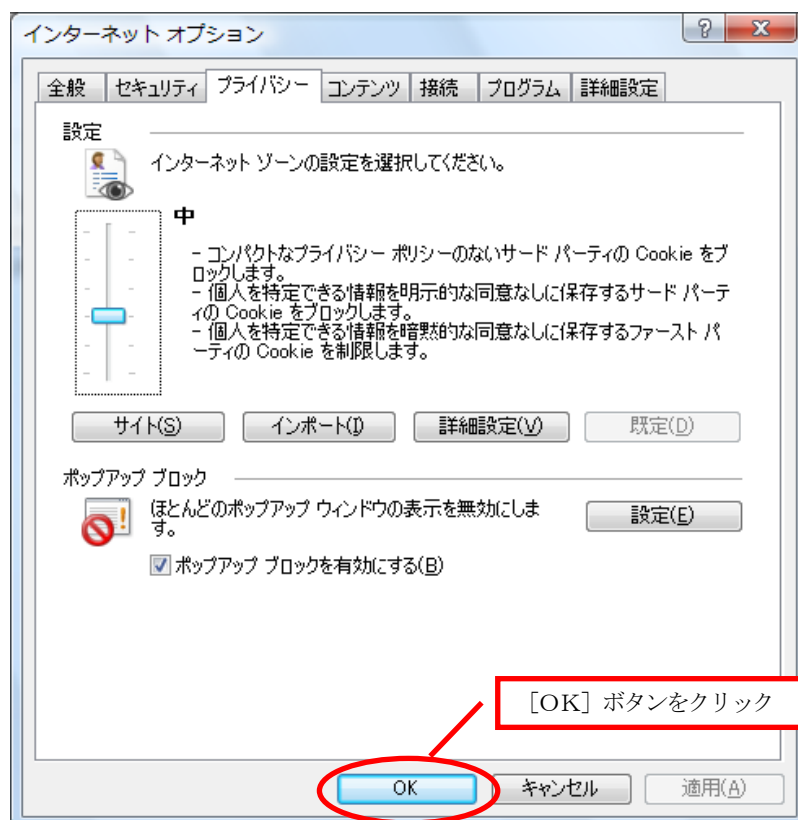 インターネット オプション
全般 セキュリティ プライバシー コンテンツ 接続 プログラム 詳細設定
設定
インターネット ゾーンの設定を選択してください。
中
- コンパクトなプライバシー ポリシーのないサード パーティの Cookie をブ
ロックします。
- 個人を特定できる情報を明示的な同意なしに保存するサード パーテ
ィの Cookie をブロックします。
- 個人を特定できる情報を暗黙的な同意なしに保存するファースト パ
ーティの Cookie を制限します。
サイト(S) インポート(I) 詳細設定(V) 既定(D)
ポップアップ ブロック
ほとんどのポップアップ ウィンドウの表示を無効にしま
す。
設定(E)
ポップアップ ブロックを有効にする(B)
［OK］ボタンをクリック
OK キャンセル 適用(A)